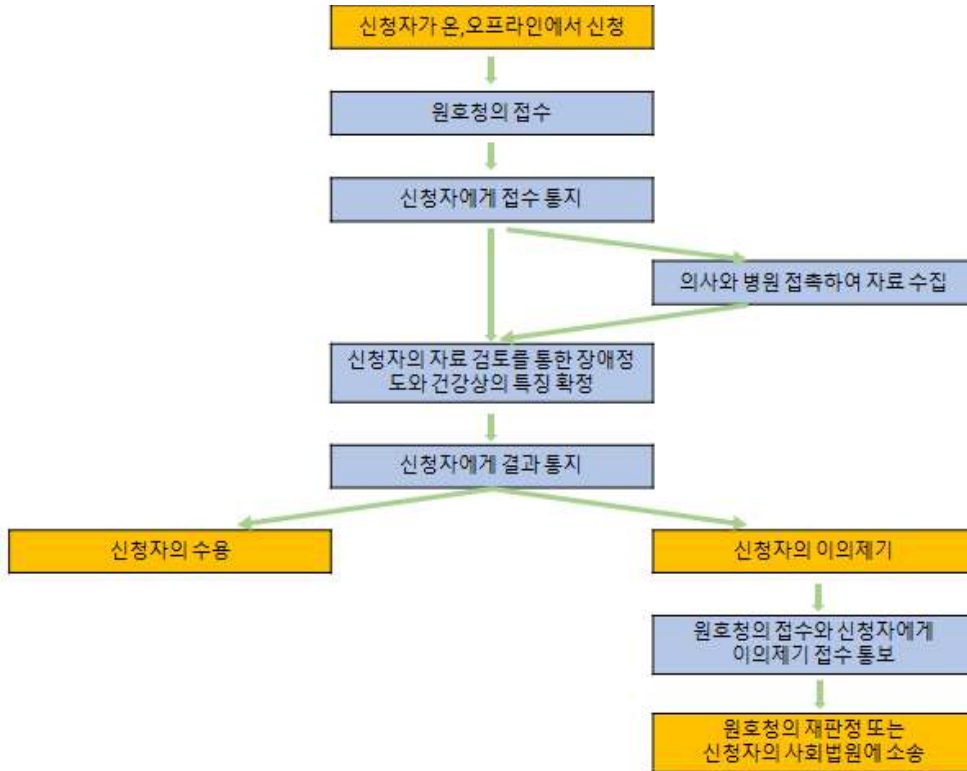 신청자가 온,오프라인에서 신청
원호청의 접수
신청자에게 접수 통지
의사와 병원 접촉하여 자료 수집
신청자의 자료 검토를 통한 장애정
도와 건강상의 특징 확정
신청자에게 결과 통지
신청자의 수용
신청자의 이의제기
원호청의 접수와 신청자에게
이의제기 접수 통보
원호청의 재판정 또는
신청자의 사회법원에 소송